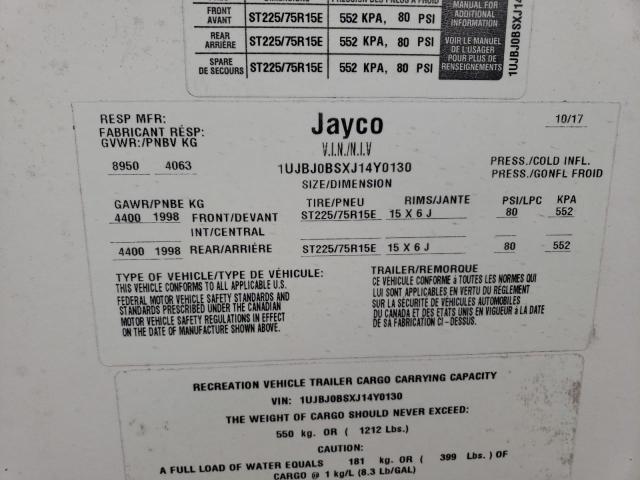 FRONT AVANT ST225/75R15E 552 KPA, 80 PSI
REAR ARRIÈRE ST225/75R15E 552 KPA, 80 PSI
SPARE DE SECOURS ST225/75R15E 552 KPA, 80 PSI
MANUAL FOR
ADDITIONAL
INFORMATION
VOIR LE MANUEL
DE L'USAGER
POUR PLUS DE
RENSEIGNEMENTS
1UJBJ0BSXJ14
RESP MFR:
FABRICANT RÉSP:
Jayco
10/17
GVWR:/PNBV KG
V.I.N./N.I.V
8950 4063
1UJBJ0BSXJ14Y0130
PRESS./COLD INFL.
PRESS./GONFL FROID
SIZE/DIMENSION
GAWR/PNBE KG TIRE/PNEU RIMS/JANTE PSI/LPC KPA
4400 1998 FRONT/DEVANT ST225/75R15E 15 X 6 J 80 552
INT/CENTRAL
4400 1998 REAR/ARRIÈRE ST225/75R15E 15 X 6 J 80 552
TYPE OF VEHICLE/TYPE DE VÉHICULE:
THIS VEHICLE CONFORMS TO ALL APPLICABLE U.S.
FEDERAL MOTOR VEHICLE SAFETY STANDARDS AND
STANDARDS PRESCRIBED UNDER THE CANADIAN
MOTOR VEHICLE SAFETY REGULATIONS IN EFFECT
ON THE DATE OF MANUFACTURE SHOWN ABOVE.
TRAILER/REMORQUE
CE VÉHICULE CONFORME à TOUTES LES NORMES QUI
LUI SONT APPLICABLES EN VERTU DU RÈGLEMENT
SUR LA SÉCURITÉ DE VÉHICULES AUTOMOBILES
DU CANADA ET DES ETATS UNIS EN VIGUEUR à LA DATE
DE SA FABRICATION CI-DESSUS.
RECREATION VEHICLE TRAILER CARGO CARRYING CAPACITY
VIN: 1UJBJ0BSXJ14Y0130
THE WEIGHT OF CARGO SHOULD NEVER EXCEED:
550 kg. OR ( 1212 Lbs.)
CAUTION:
A FULL LOAD OF WATER EQUALS 181 kg. OR ( 399 Lbs. ) OF
CARGO @ 1 kg/L (8.3 Lb/GAL)